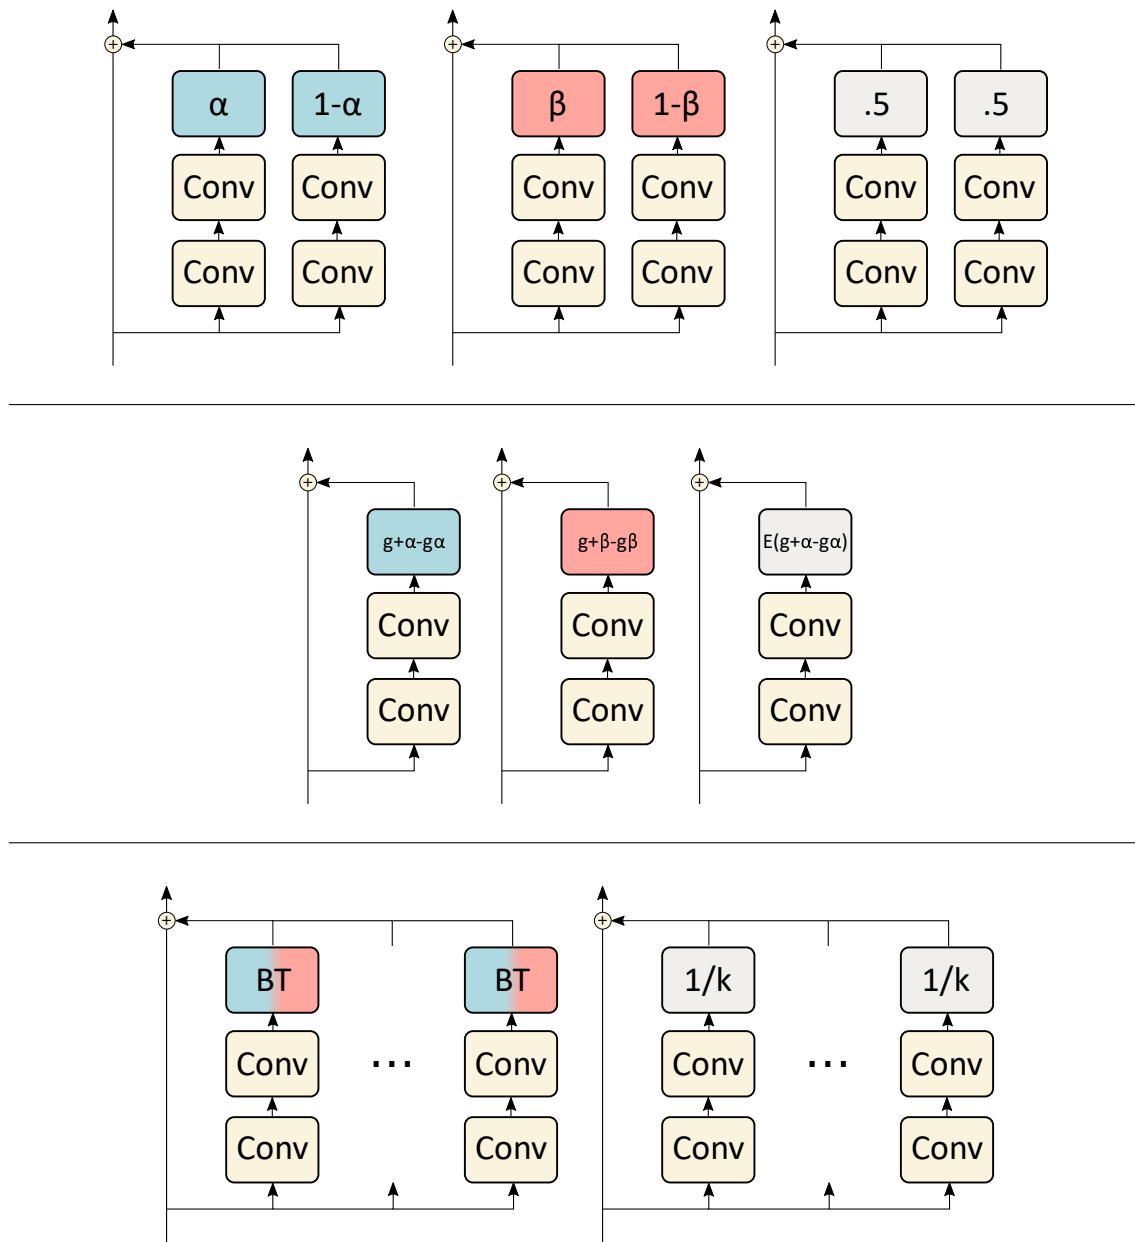 + + +
α 1-α β 1-β .5 .5
Conv Conv Conv Conv Conv Conv
Conv Conv Conv Conv Conv Conv
+ + +
g+α-gα g+β-gβ E(g+α-gα)
Conv Conv Conv
Conv Conv Conv
+ +
BT BT 1/k 1/k
Conv ... Conv Conv ... Conv
Conv Conv Conv Conv